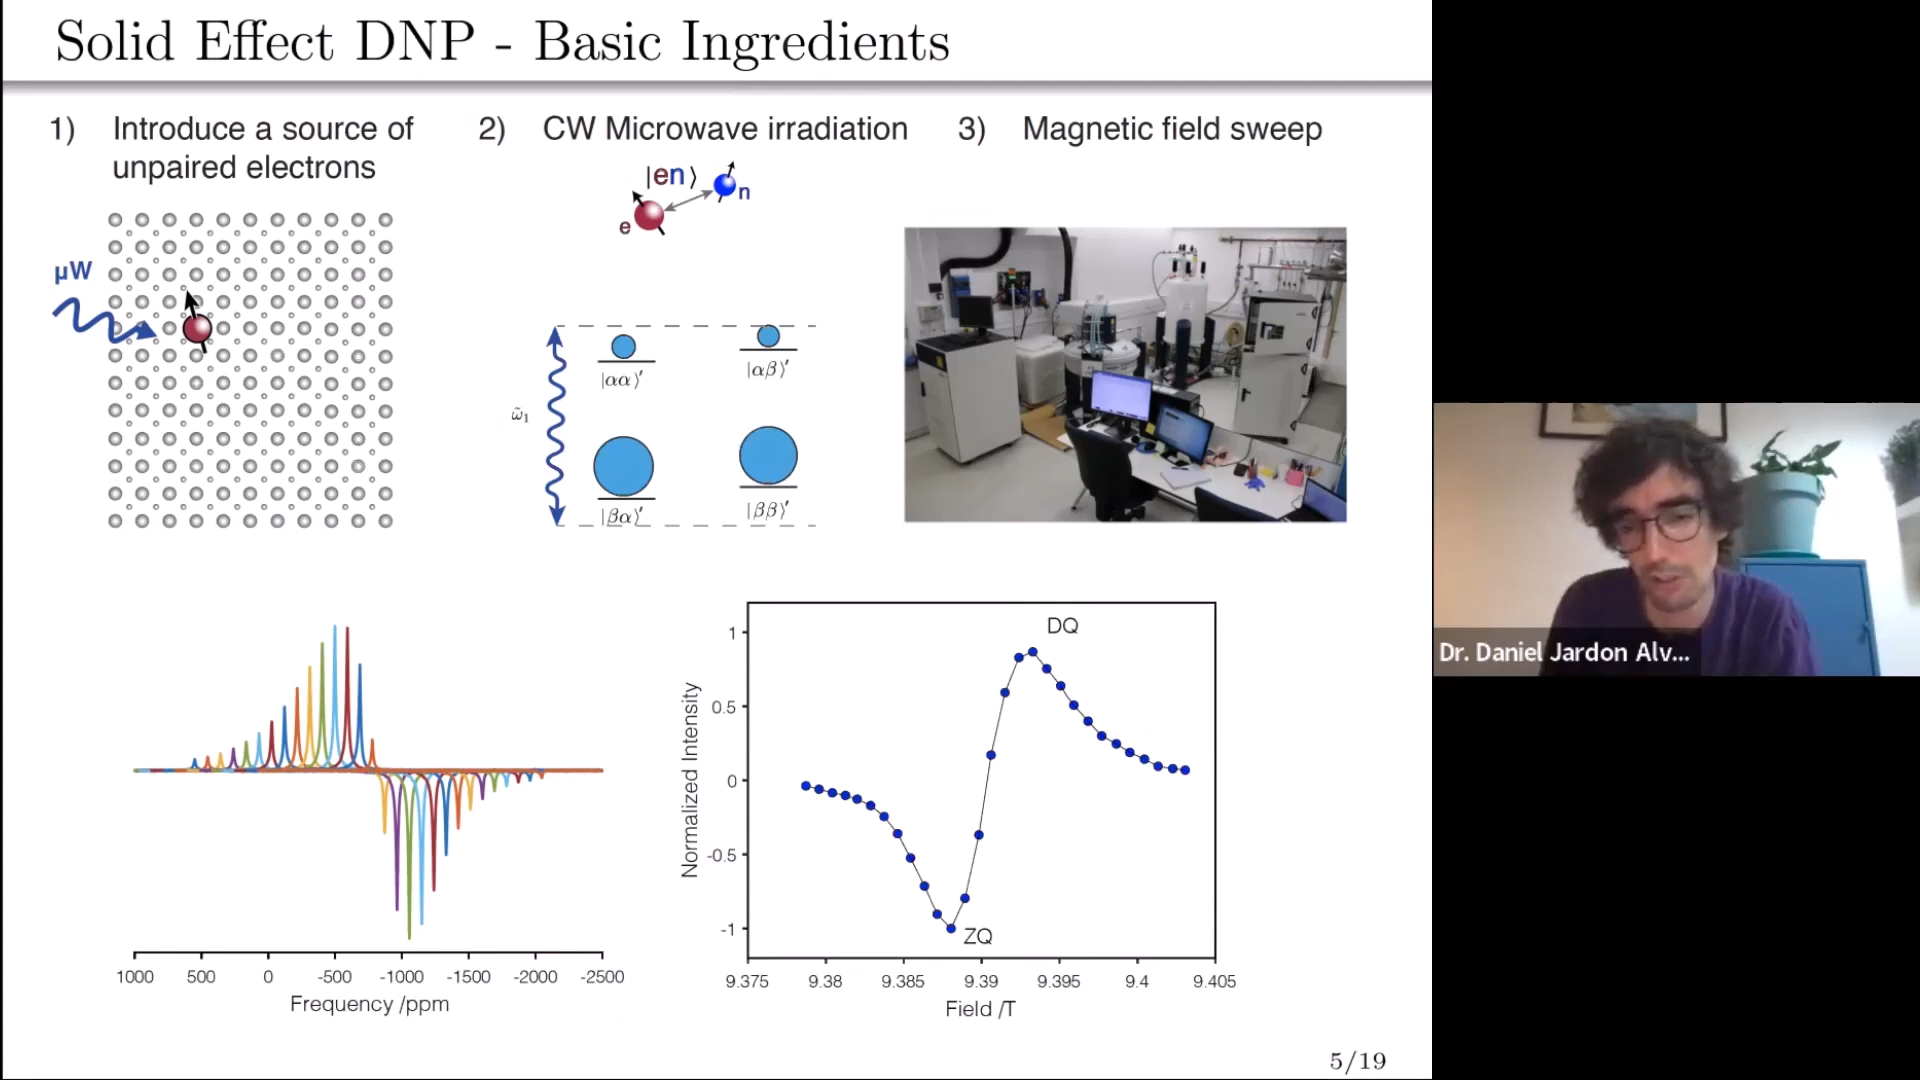 Solid Effect DNP - Basic Ingredients
1) Introduce a source of
unpaired electrons
2) CW Microwave irradiation
3) Magnetic field sweep
µW
|en⟩
e
n
ω̃₁
|αα⟩′
|αβ⟩′
|βα⟩′
|ββ⟩′
1000 500 0 -500 -1000 -1500 -2000 -2500
Frequency /ppm
Normalized Intensity
1
0.5
0
-0.5
-1
DQ
ZQ
9.375 9.38 9.385 9.39 9.395 9.4 9.405
Field /T
5/19
Dr. Daniel Jardon Alv...